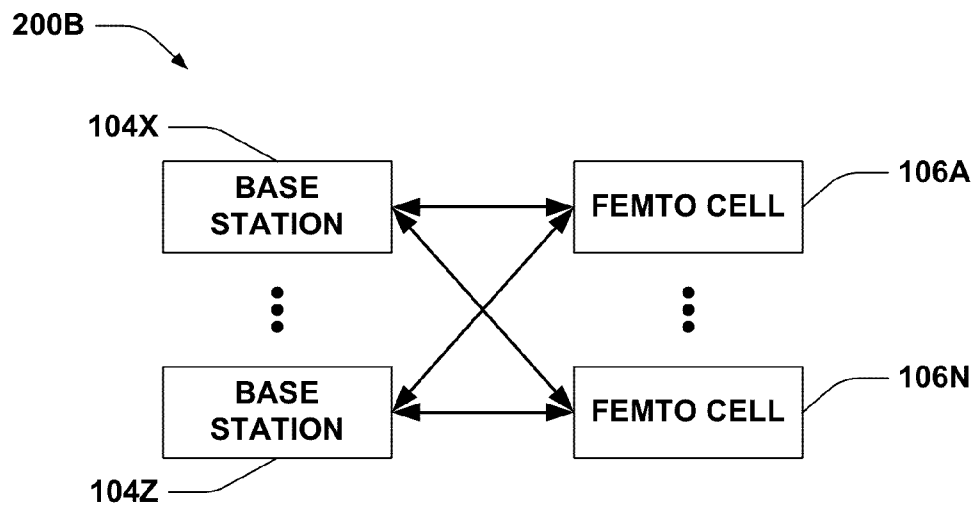 200B
104X
BASE
STATION
FEMTO CELL
106A
BASE
STATION
FEMTO CELL
106N
104Z